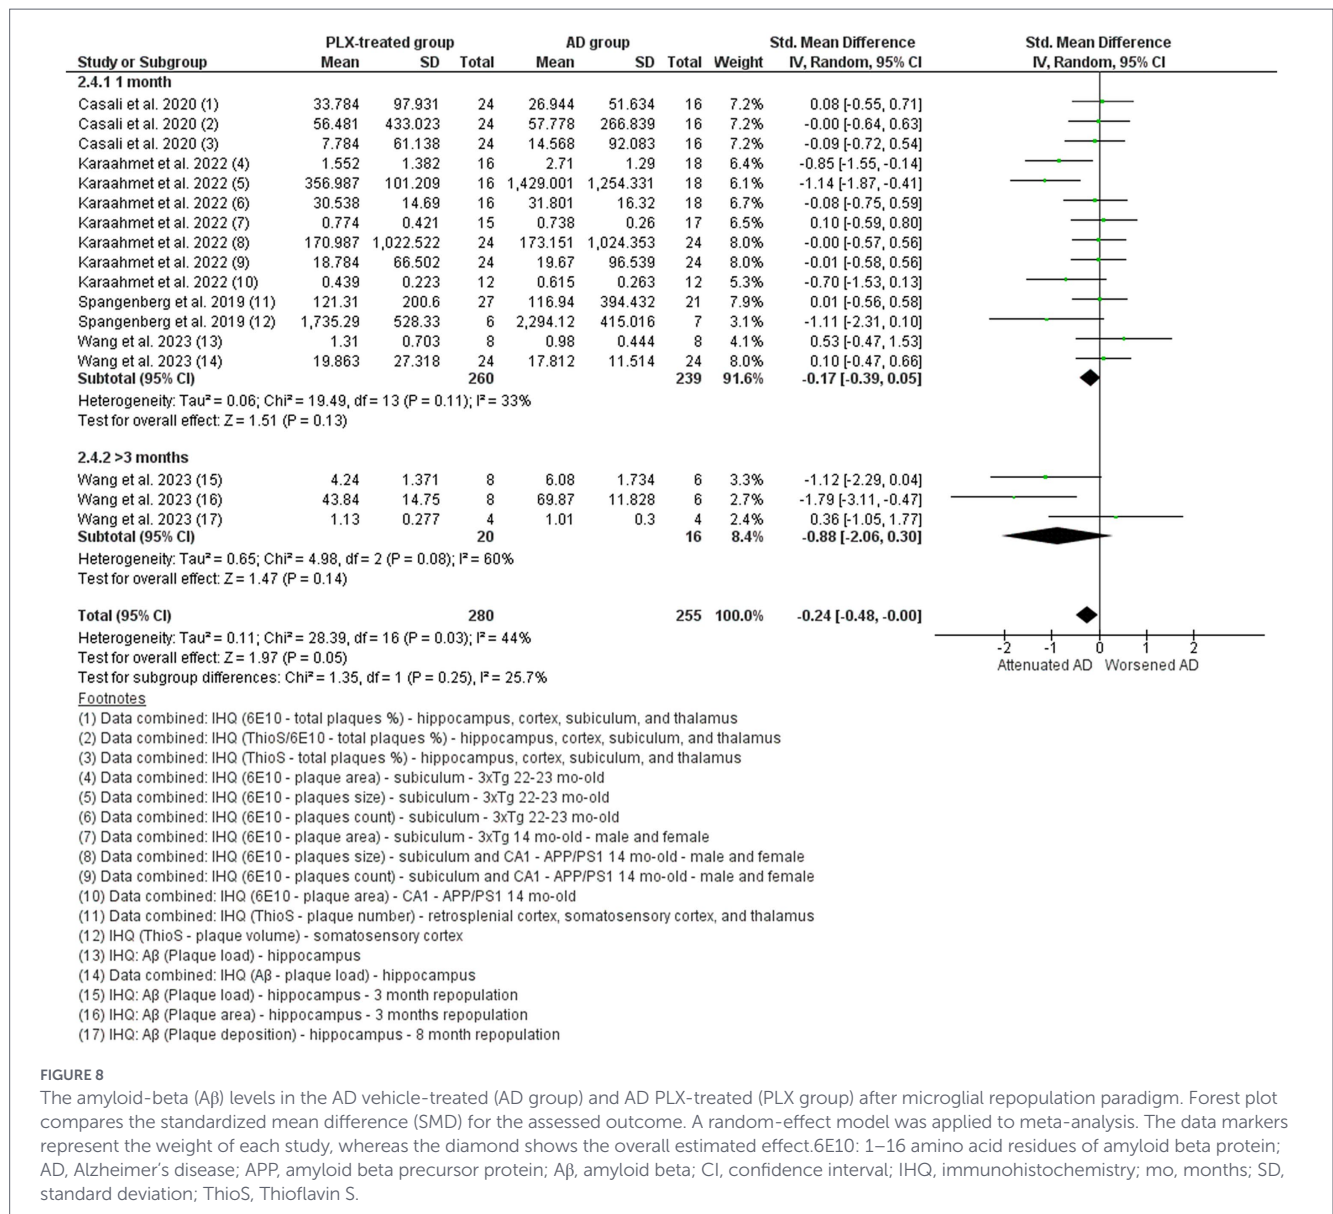 PLX-treated group AD group Std. Mean Difference Std. Mean Difference
Study or Subgroup Mean SD Total Mean SD Total Weight IV, Random, 95% CI IV, Random, 95% CI
2.4.1 1 month
Casali et al. 2020 (1) 33.784 97.931 24 26.944 51.634 16 7.2% 0.08 [-0.55, 0.71]
Casali et al. 2020 (2) 56.481 433.023 24 57.778 266.839 16 7.2% -0.00 [-0.64, 0.63]
Casali et al. 2020 (3) 7.784 61.138 24 14.568 92.083 16 7.2% -0.09 [-0.72, 0.54]
Karaahmet et al. 2022 (4) 1.552 1.382 16 2.71 1.29 18 6.4% -0.85 [-1.55, -0.14]
Karaahmet et al. 2022 (5) 356.987 101.209 16 1,429.001 1,254.331 18 6.1% -1.14 [-1.87, -0.41]
Karaahmet et al. 2022 (6) 30.538 14.69 16 31.801 16.32 18 6.7% -0.08 [-0.75, 0.59]
Karaahmet et al. 2022 (7) 0.774 0.421 15 0.738 0.26 17 6.5% 0.10 [-0.59, 0.80]
Karaahmet et al. 2022 (8) 170.987 1,022.522 24 173.151 1,024.353 24 8.0% -0.00 [-0.57, 0.56]
Karaahmet et al. 2022 (9) 18.784 66.502 24 19.67 96.539 24 8.0% -0.01 [-0.58, 0.56]
Karaahmet et al. 2022 (10) 0.439 0.223 12 0.615 0.263 12 5.3% -0.70 [-1.53, 0.13]
Spangenberg et al. 2019 (11) 121.31 200.6 27 116.94 394.432 21 7.9% 0.01 [-0.56, 0.58]
Spangenberg et al. 2019 (12) 1,735.29 528.33 6 2,294.12 415.016 7 3.1% -1.11 [-2.31, 0.10]
Wang et al. 2023 (13) 1.31 0.703 8 0.98 0.444 8 4.1% 0.53 [-0.47, 1.53]
Wang et al. 2023 (14) 19.863 27.318 24 17.812 11.514 24 8.0% 0.10 [-0.47, 0.66]
Subtotal (95% CI) 260 239 91.6% -0.17 [-0.39, 0.05]
Heterogeneity: Tau² = 0.06; Chi² = 19.49, df = 13 (P = 0.11); I² = 33%
Test for overall effect: Z = 1.51 (P = 0.13)
2.4.2 >3 months
Wang et al. 2023 (15) 4.24 1.371 8 6.08 1.734 6 3.3% -1.12 [-2.29, 0.04]
Wang et al. 2023 (16) 43.84 14.75 8 69.87 11.828 6 2.7% -1.79 [-3.11, -0.47]
Wang et al. 2023 (17) 1.13 0.277 4 1.01 0.3 4 2.4% 0.36 [-1.05, 1.77]
Subtotal (95% CI) 20 16 8.4% -0.88 [-2.06, 0.30]
Heterogeneity: Tau² = 0.65; Chi² = 4.98, df = 2 (P = 0.08); I² = 60%
Test for overall effect: Z = 1.47 (P = 0.14)
Total (95% CI) 280 255 100.0% -0.24 [-0.48, -0.00]
Heterogeneity: Tau² = 0.11; Chi² = 28.39, df = 16 (P = 0.03); I² = 44%
Test for overall effect: Z = 1.97 (P = 0.05)
Test for subgroup differences: Chi² = 1.35, df = 1 (P = 0.25), I² = 25.7%
-2 -1 0 1 2
Attenuated AD Worsened AD
Footnotes
(1) Data combined: IHQ (6E10 - total plaques %) - hippocampus, cortex, subiculum, and thalamus
(2) Data combined: IHQ (ThioS/6E10 - total plaques %) - hippocampus, cortex, subiculum, and thalamus
(3) Data combined: IHQ (ThioS - total plaques %) - hippocampus, cortex, subiculum, and thalamus
(4) Data combined: IHQ (6E10 - plaque area) - subiculum - 3xTg 22-23 mo-old
(5) Data combined: IHQ (6E10 - plaques size) - subiculum - 3xTg 22-23 mo-old
(6) Data combined: IHQ (6E10 - plaques count) - subiculum - 3xTg 22-23 mo-old
(7) Data combined: IHQ (6E10 - plaque area) - subiculum - 3xTg 14 mo-old - male and female
(8) Data combined: IHQ (6E10 - plaques size) - subiculum and CA1 - APP/PS1 14 mo-old - male and female
(9) Data combined: IHQ (6E10 - plaques count) - subiculum and CA1 - APP/PS1 14 mo-old - male and female
(10) Data combined: IHQ (6E10 - plaque area) - CA1 - APP/PS1 14 mo-old
(11) Data combined: IHQ (ThioS - plaque number) - retrosplenial cortex, somatosensory cortex, and thalamus
(12) IHQ (ThioS - plaque volume) - somatosensory cortex
(13) IHQ: Aβ (Plaque load) - hippocampus
(14) Data combined: IHQ (Aβ - plaque load) - hippocampus
(15) IHQ: Aβ (Plaque load) - hippocampus - 3 month repopulation
(16) IHQ: Aβ (Plaque area) - hippocampus - 3 months repopulation
(17) IHQ: Aβ (Plaque deposition) - hippocampus - 8 month repopulation
FIGURE 8
The amyloid-beta (Aβ) levels in the AD vehicle-treated (AD group) and AD PLX-treated (PLX group) after microglial repopulation paradigm. Forest plot
compares the standardized mean difference (SMD) for the assessed outcome. A random-effect model was applied to meta-analysis. The data markers
represent the weight of each study, whereas the diamond shows the overall estimated effect.6E10: 1–16 amino acid residues of amyloid beta protein;
AD, Alzheimer's disease; APP, amyloid beta precursor protein; Aβ, amyloid beta; CI, confidence interval; IHQ, immunohistochemistry; mo, months; SD,
standard deviation; ThioS, Thioflavin S.